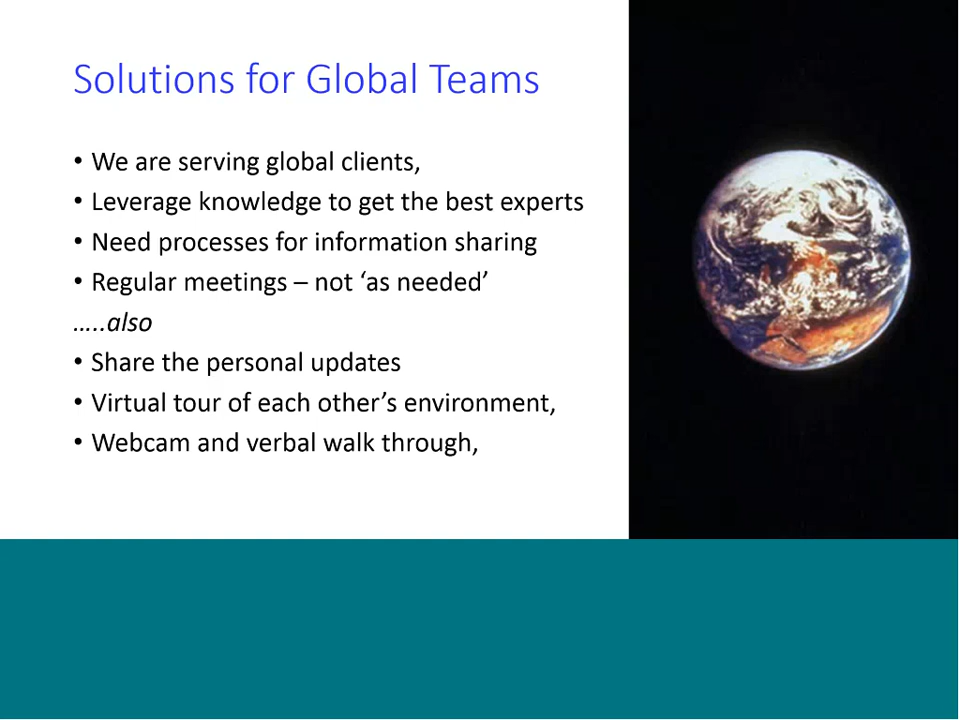 Solutions for Global Teams
• We are serving global clients,
• Leverage knowledge to get the best experts
• Need processes for information sharing
• Regular meetings – not ‘as needed’
…..also
• Share the personal updates
• Virtual tour of each other’s environment,
• Webcam and verbal walk through,